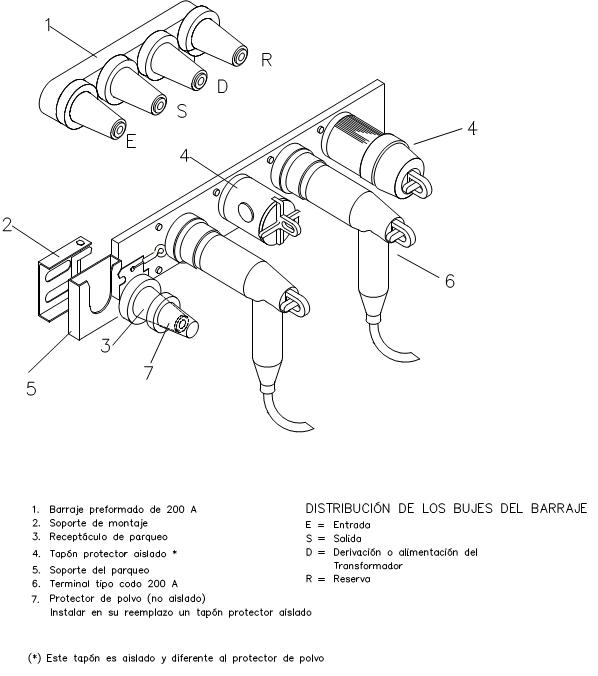 1
R
D
S
E
4
4
2
6
3
5
7
1. Barraje preformado de 200 A
2. Soporte de montaje
3. Receptáculo de parqueo
4. Tapón protector aislado *
5. Soporte del parqueo
6. Terminal tipo codo 200 A
7. Protector de polvo (no aislado)
Instalar en su reemplazo un tapón protector aislado
DISTRIBUCIÓN DE LOS BUJES DEL BARRAJE
E = Entrada
S = Salida
D = Derivación o alimentación del
Transformador
R = Reserva
(*) Este tapón es aislado y diferente al protector de polvo